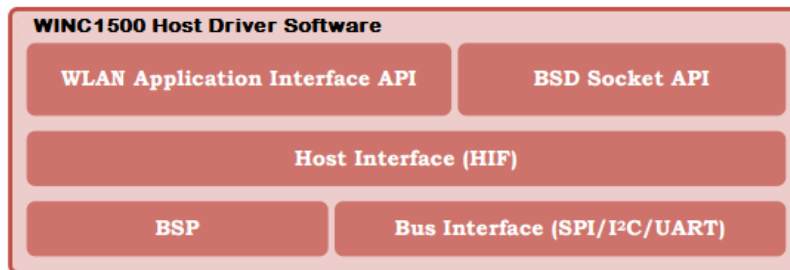 WINC1500 Host Driver Software
WLAN Application Interface API
BSD Socket API
Host Interface (HIF)
BSP
Bus Interface (SPI/I²C/UART)